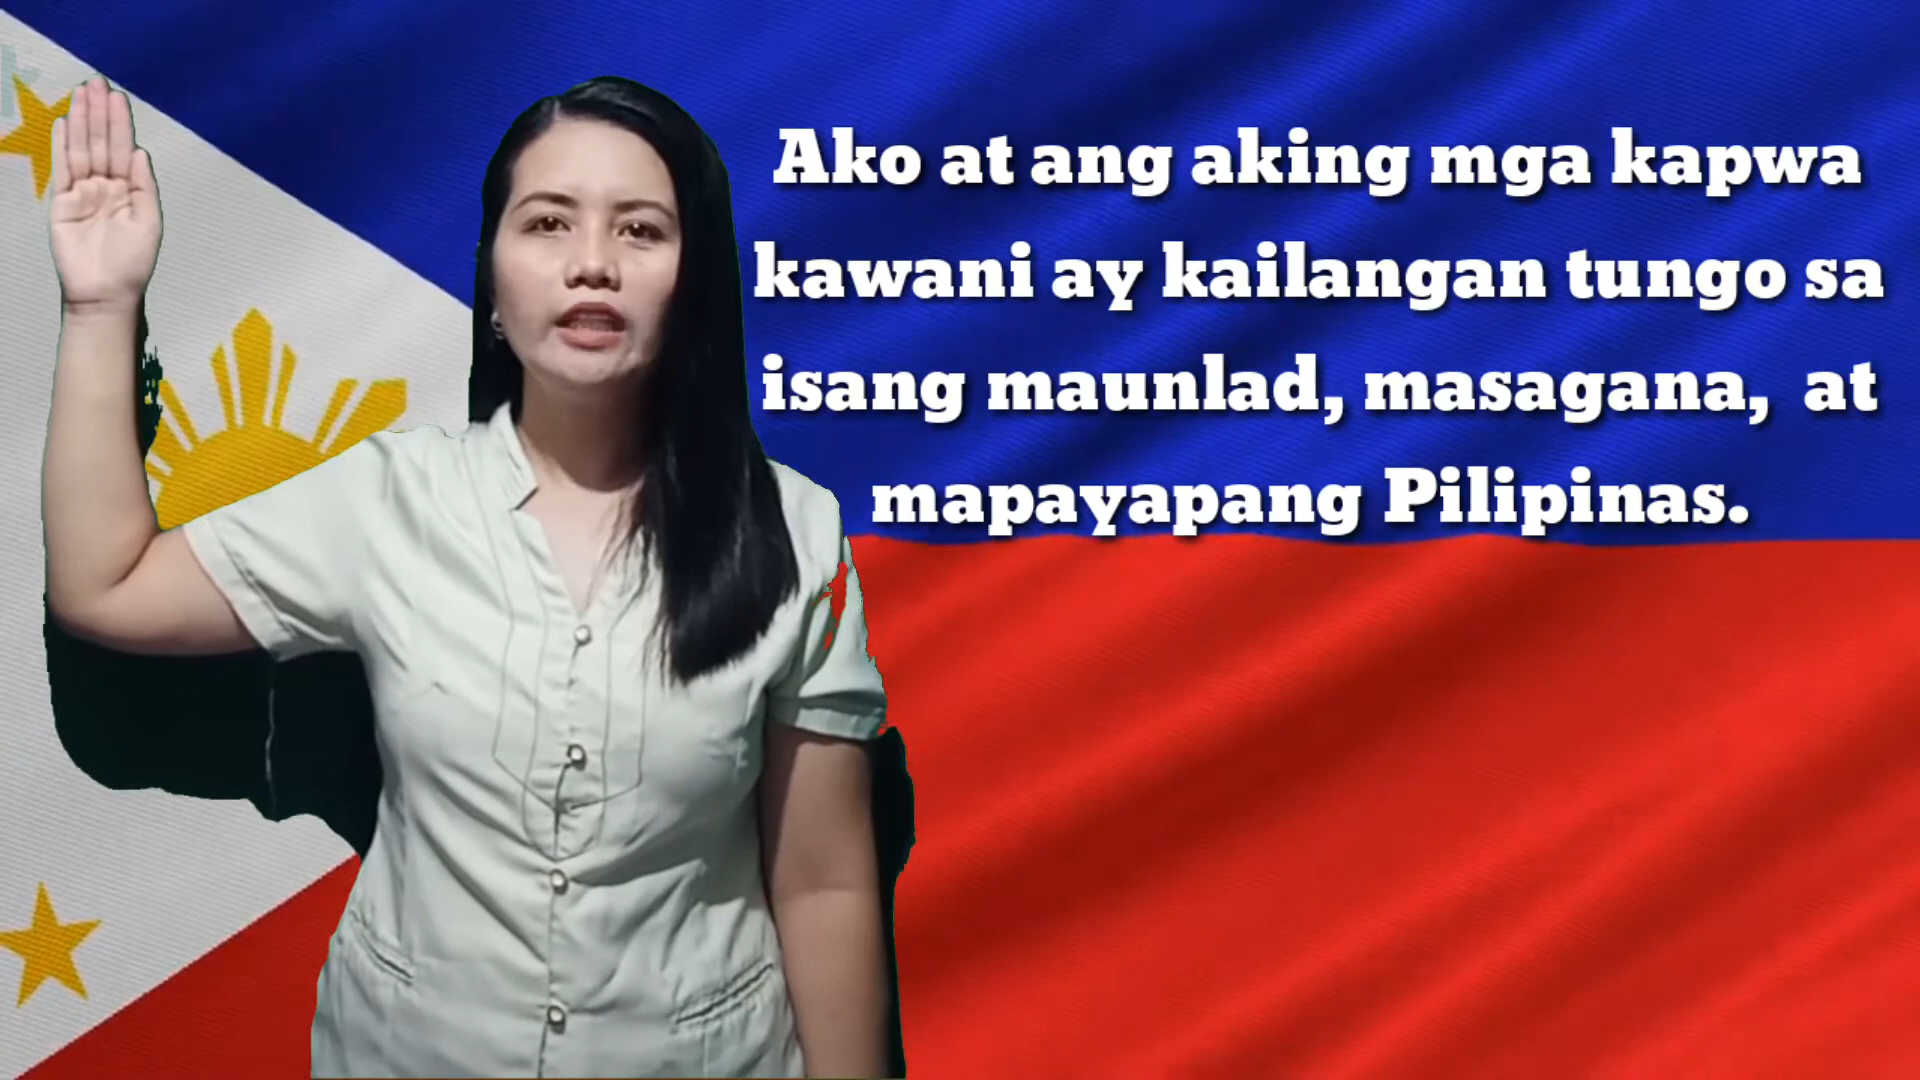 Ako at ang aking mga kapwa
kawani ay kailangan tungo sa
isang maunlad, masagana, at
mapayapang Pilipinas.